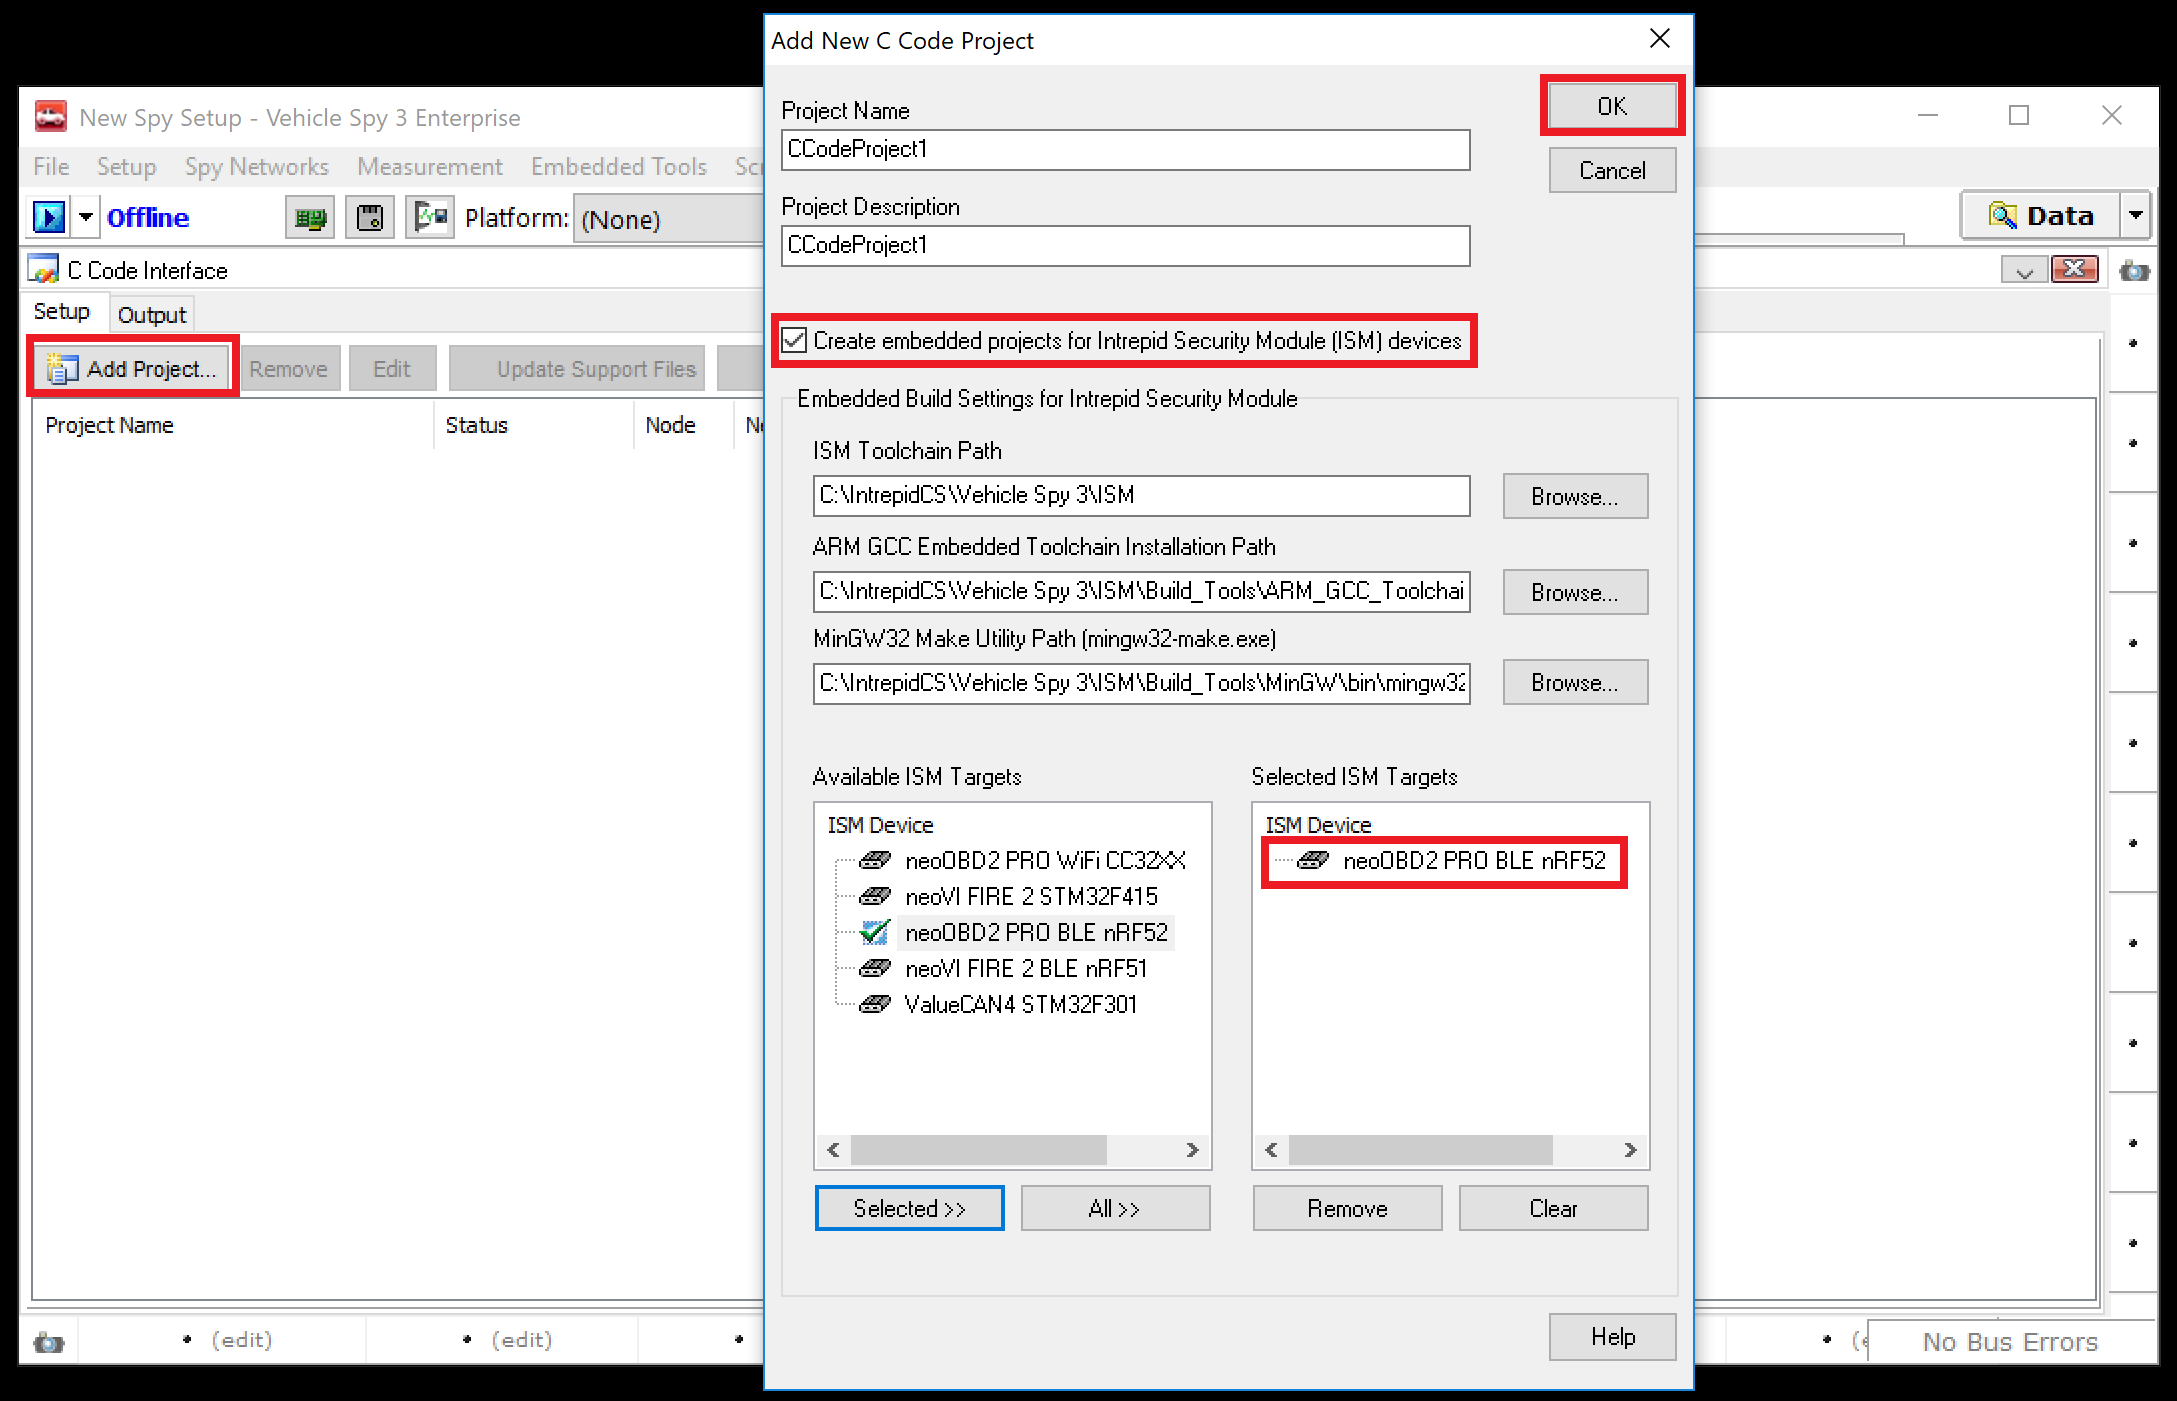 Add New C Code Project
New Spy Setup - Vehicle Spy 3 Enterprise
File Setup Spy Networks Measurement Embedded Tools
Offline Platform: (None) Data
C Code Interface
Setup Output
Add Project... Remove Edit Update Support Files
Project Name Status Node
Project Name
OK
CCodeProject1
Cancel
Project Description
CCodeProject1
Create embedded projects for Intrepid Security Module (ISM) devices
Embedded Build Settings for Intrepid Security Module
ISM Toolchain Path
C:\IntrepidCS\Vehicle Spy 3\ISM Browse...
ARM GCC Embedded Toolchain Installation Path
C:\IntrepidCS\Vehicle Spy 3\ISM\Build_Tools\ARM_GCC_Toolchai Browse...
MinGW32 Make Utility Path (mingw32-make.exe)
C:\IntrepidCS\Vehicle Spy 3\ISM\Build_Tools\MinGW\bin\mingw32 Browse...
Available ISM Targets
ISM Device
neoOBD2 PRO WiFi CC32XX
neoVI FIRE 2 STM32F415
neoOBD2 PRO BLE nRF52
neoVI FIRE 2 BLE nRF51
ValueCAN4 STM32F301
Selected >> All >>
Selected ISM Targets
ISM Device
neoOBD2 PRO BLE nRF52
Remove Clear
Help
(edit) (edit) No Bus Errors